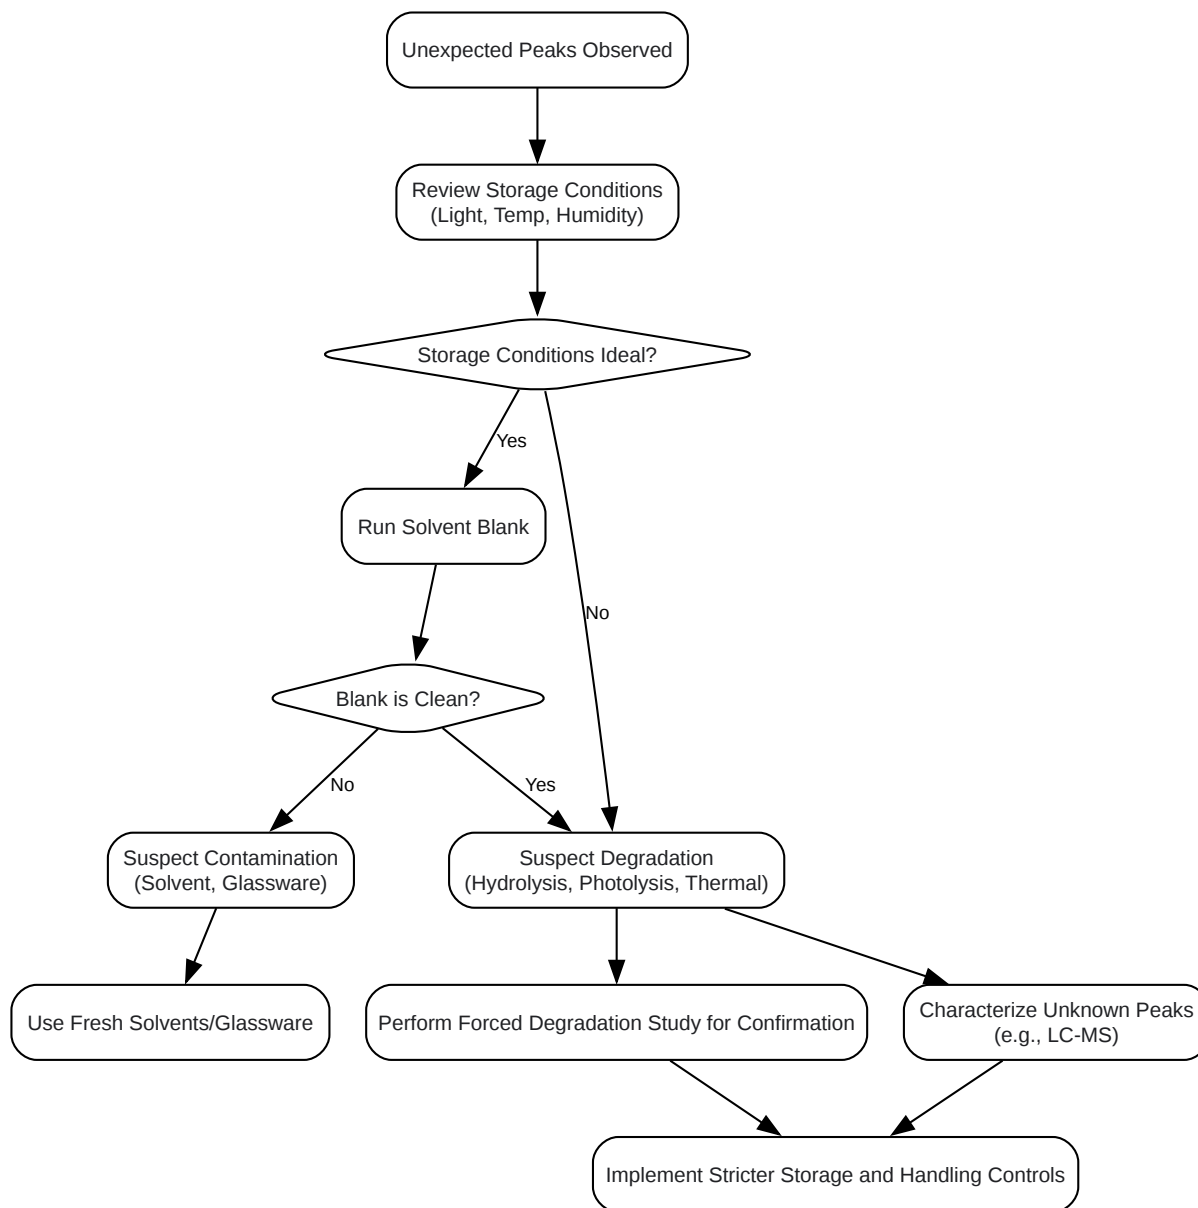 Unexpected Peaks Observed
Review Storage Conditions
(Light, Temp, Humidity)
Storage Conditions Ideal?
Yes
Run Solvent Blank
No
Blank is Clean?
No
Yes
Suspect Contamination
(Solvent, Glassware)
Suspect Degradation
(Hydrolysis, Photolysis, Thermal)
Use Fresh Solvents/Glassware
Perform Forced Degradation Study for Confirmation
Characterize Unknown Peaks
(e.g., LC-MS)
Implement Stricter Storage and Handling Controls